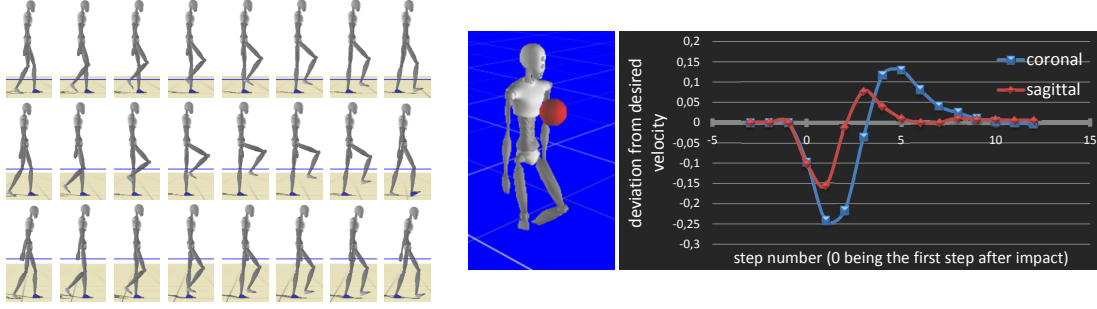 0,2
0,15
coronal
0,1
sagittal
0,05
0
-5 0 5 10 15
-0,05
-0,1
-0,15
-0,2
-0,25
-0,3
deviation from desired
velocity
step number (0 being the first step after impact)